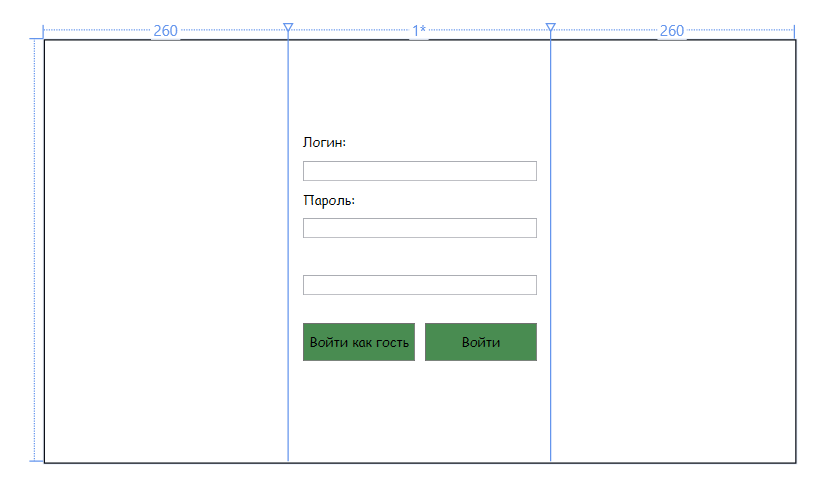 260 1* 260
Логин:
Пароль:
Войти как гость Войти